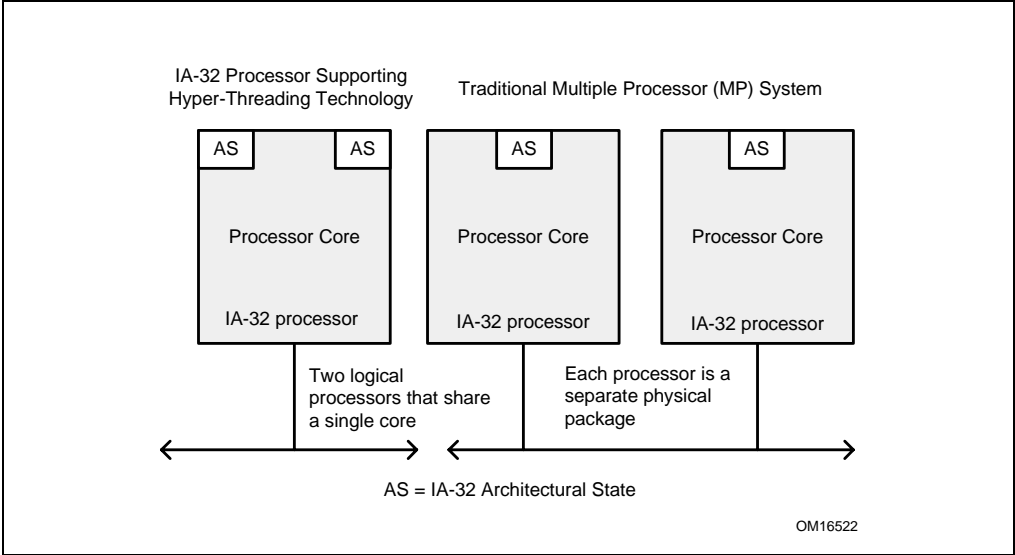 IA-32 Processor Supporting
Hyper-Threading Technology
Traditional Multiple Processor (MP) System
AS
AS
AS
AS
Processor Core
Processor Core
Processor Core
IA-32 processor
IA-32 processor
IA-32 processor
Two logical
processors that share
a single core
Each processor is a
separate physical
package
AS = IA-32 Architectural State
OM16522